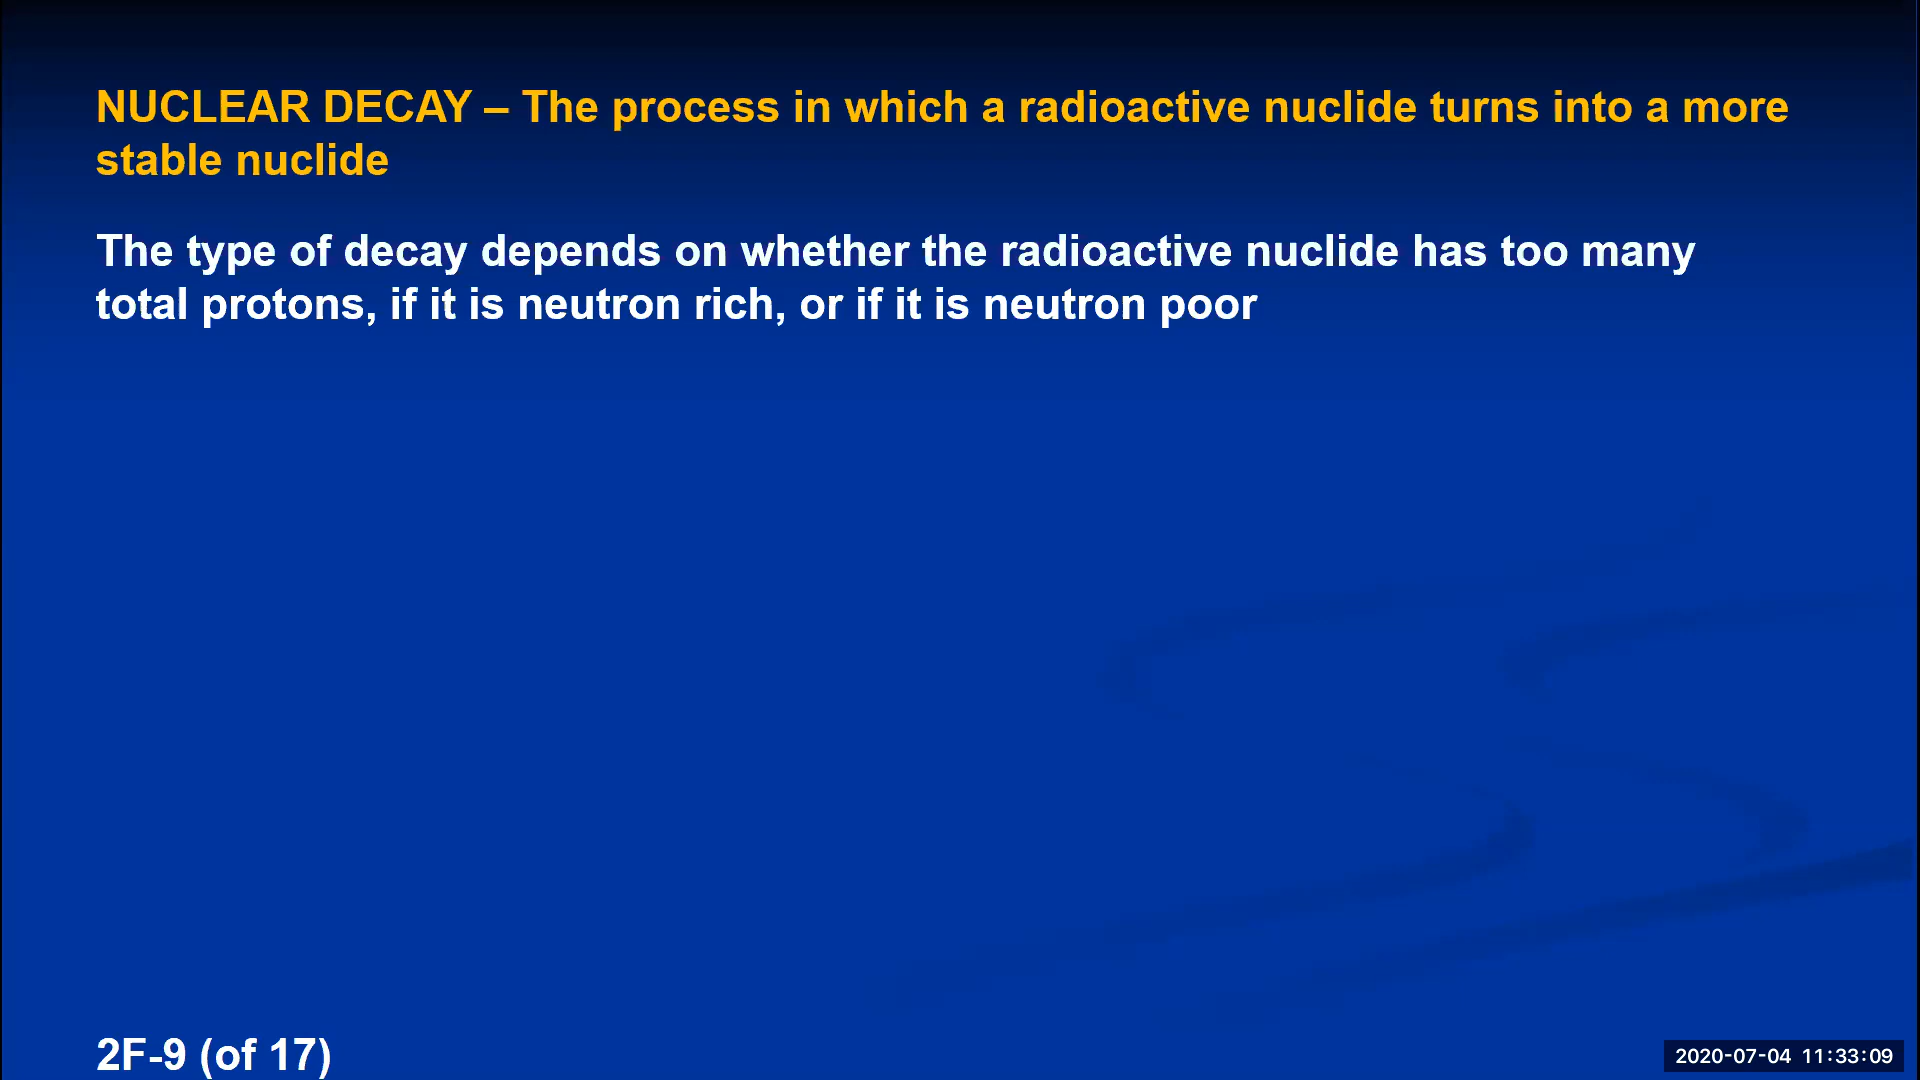 NUCLEAR DECAY – The process in which a radioactive nuclide turns into a more
stable nuclide
The type of decay depends on whether the radioactive nuclide has too many
total protons, if it is neutron rich, or if it is neutron poor
2F-9 (of 17)
2020-07-04 11:33:09